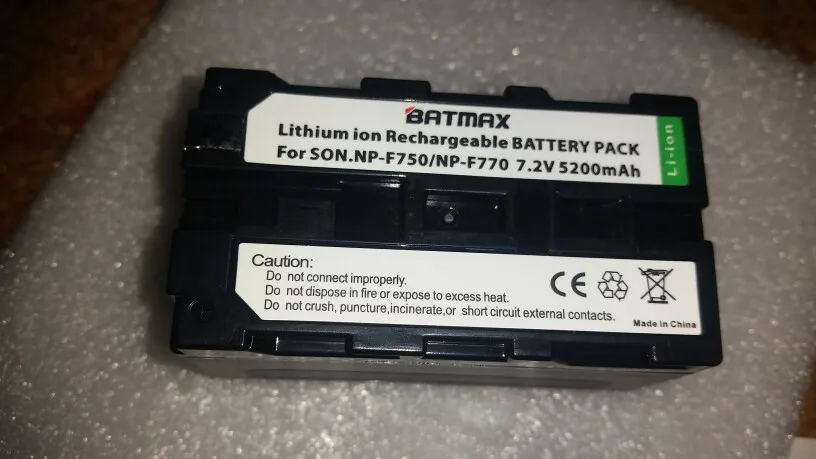 BATMAX
Lithium ion Rechargeable BATTERY PACK
For SON.NP-F750/NP-F770 7.2V 5200mAh
Li-ion
Caution:
Do not connect improperly.
Do not dispose in fire or expose to excess heat.
Do not crush, puncture,incinerate,or short circuit external contacts.
CE
Made in China